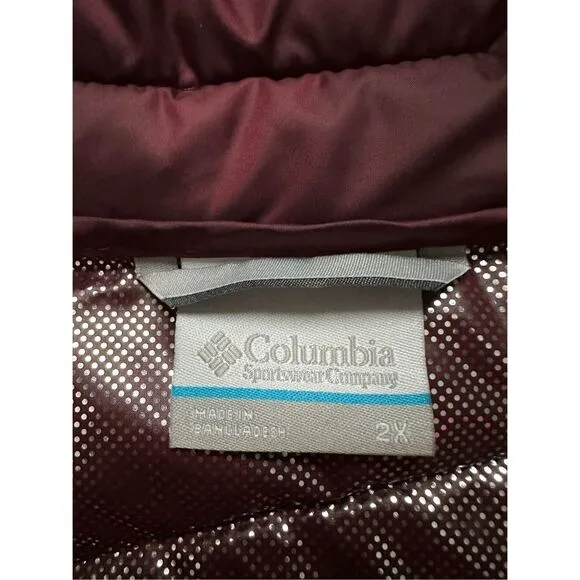 Columbia
Sportswear Company
MADE IN
BANGLADESH
2X